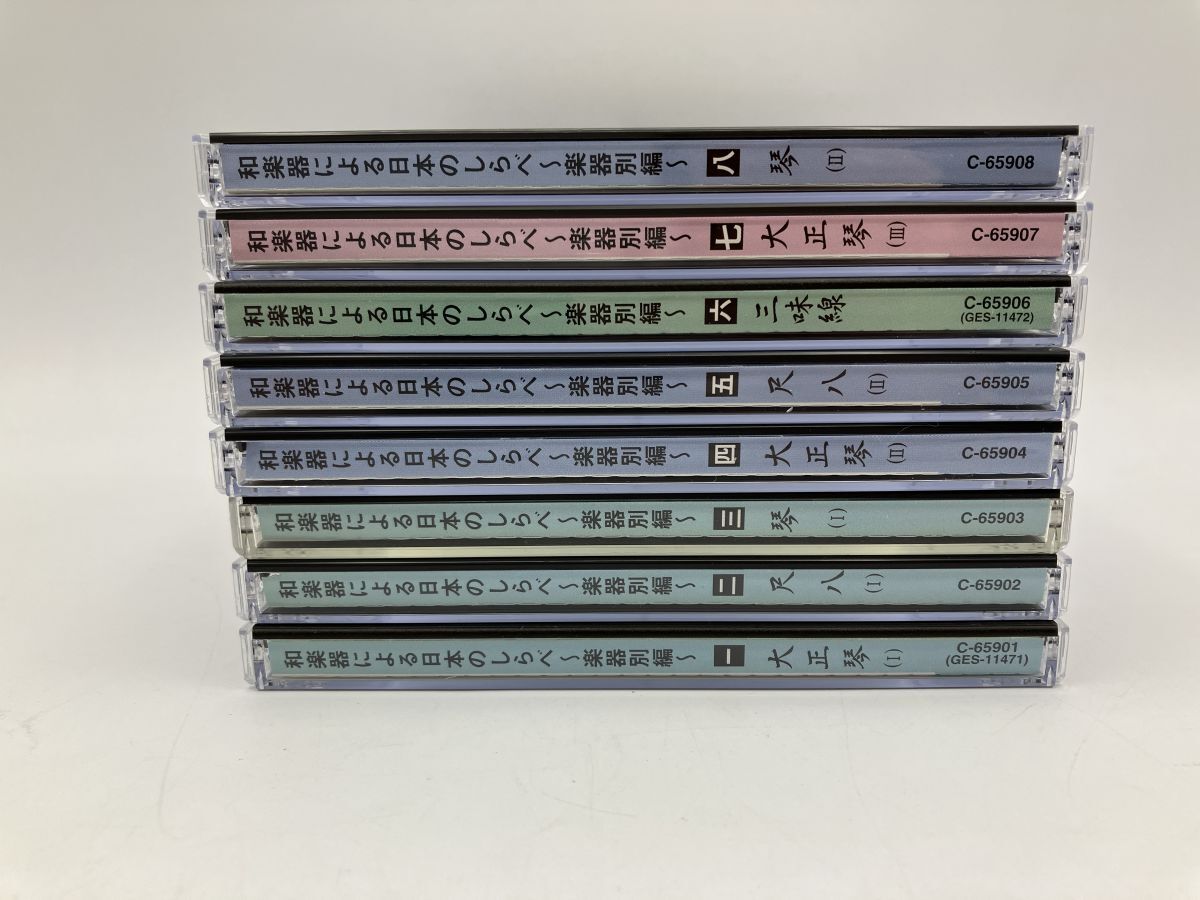 和楽器による日本のしらべ～楽器別編～ 八 琴 (II) C-65908
和楽器による日本のしらべ～楽器別編～ 七 大正琴 (III) C-65907
和楽器による日本のしらべ～楽器別編～ 六 三味線 C-65906
(GES-11472)
和楽器による日本のしらべ～楽器別編～ 五 尺八 (II) C-65905
和楽器による日本のしらべ～楽器別編～ 四 大正琴 (II) C-65904
和楽器による日本のしらべ～楽器別編～ 三 琴 (I) C-65903
和楽器による日本のしらべ～楽器別編～ 二 尺八 (I) C-65902
和楽器による日本のしらべ～楽器別編～ 一 大正琴 (I) C-65901
(GES-11471)